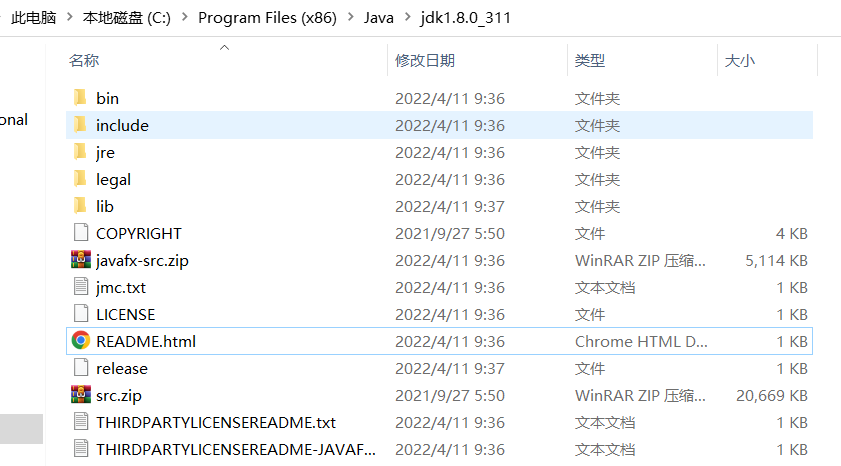 此电脑 > 本地磁盘 (C:) > Program Files (x86) > Java > jdk1.8.0_311
名称 修改日期 类型 大小
onal
bin 2022/4/11 9:36 文件夹
include 2022/4/11 9:36 文件夹
jre 2022/4/11 9:36 文件夹
legal 2022/4/11 9:36 文件夹
lib 2022/4/11 9:37 文件夹
COPYRIGHT 2021/9/27 5:50 文件 4 KB
javafx-src.zip 2022/4/11 9:36 WinRAR ZIP 压缩... 5,114 KB
jmc.txt 2022/4/11 9:36 文本文档 1 KB
LICENSE 2022/4/11 9:36 文件 1 KB
README.html 2022/4/11 9:36 Chrome HTML D... 1 KB
release 2022/4/11 9:37 文件 1 KB
src.zip 2021/9/27 5:50 WinRAR ZIP 压缩... 20,669 KB
THIRDPARTYLICENSEREADME.txt 2022/4/11 9:36 文本文档 1 KB
THIRDPARTYLICENSEREADME-JAVAF... 2022/4/11 9:36 文本文档 1 KB